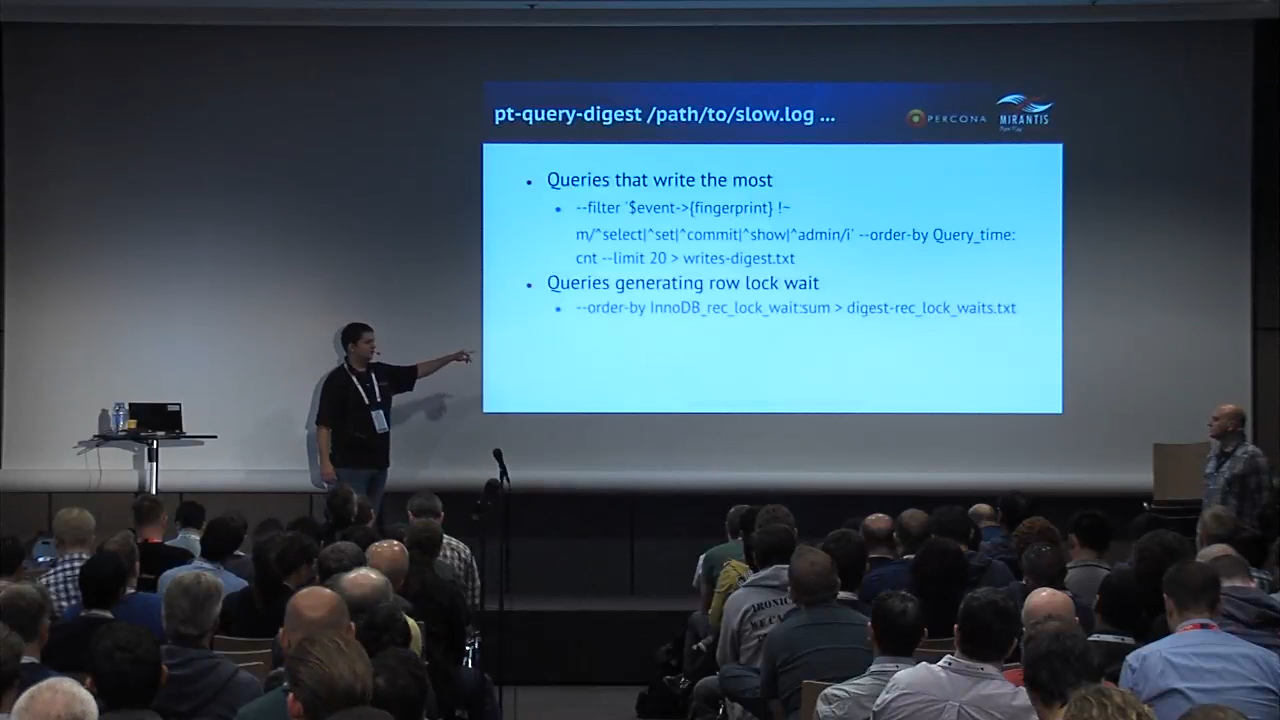 pt-query-digest /path/to/slow.log ...
PERCONA
MIRANTIS
• Queries that write the most
• --filter '$event->{fingerprint} !~
m/^select|^set|^commit|^show|^admin/i' --order-by Query_time:
cnt --limit 20 > writes-digest.txt
• Queries generating row lock wait
• --order-by InnoDB_rec_lock_wait:sum > digest-rec_lock_waits.txt